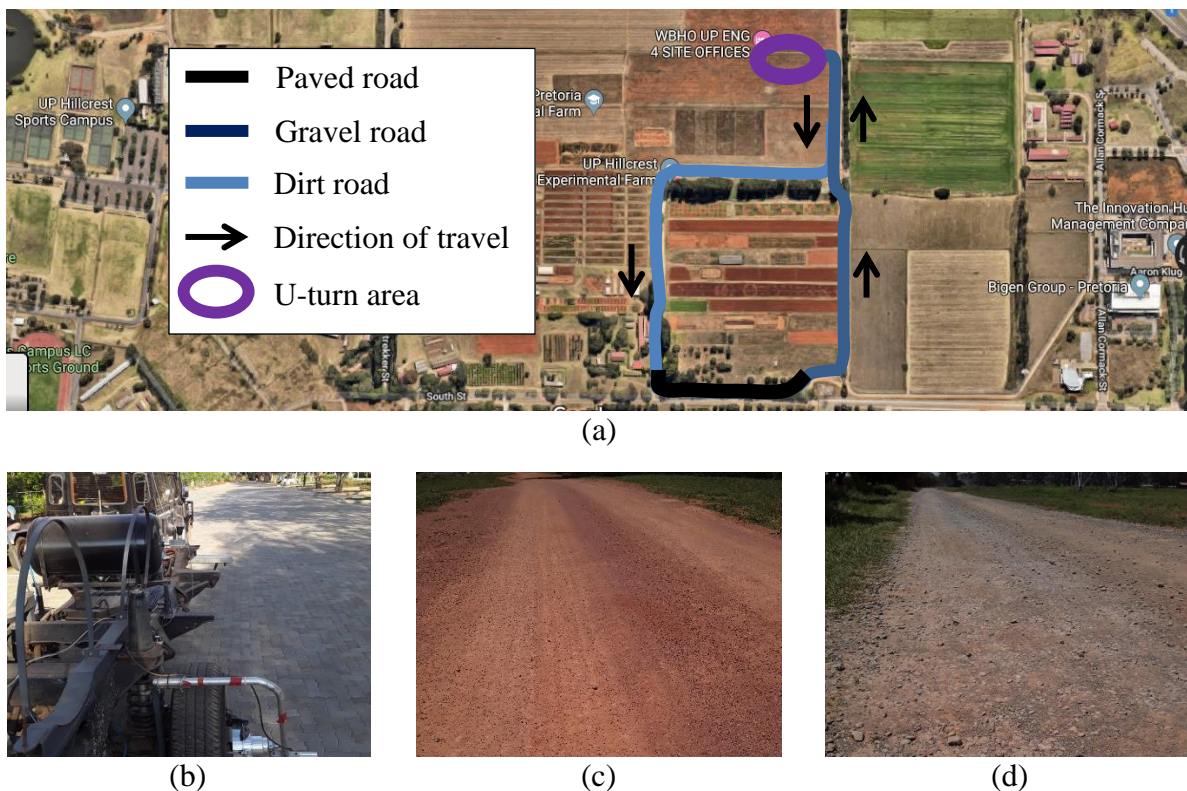 WBHO UP ENG
4 SITE OFFICES
Paved road
Gravel road
Dirt road
Direction of travel
U-turn area
UP Hillcrest
Sports Campus
Pretoria
al Farm
UP Hillcrest
Experimental Farm
Allan Cormack S
The Innovation Hu
Management Compa
Aaron Klug
Bigen Group - Pretoria
Allan Cormack St
s Campus LC
orts Ground
trekker St
South St
(a)
(b)
(c)
(d)